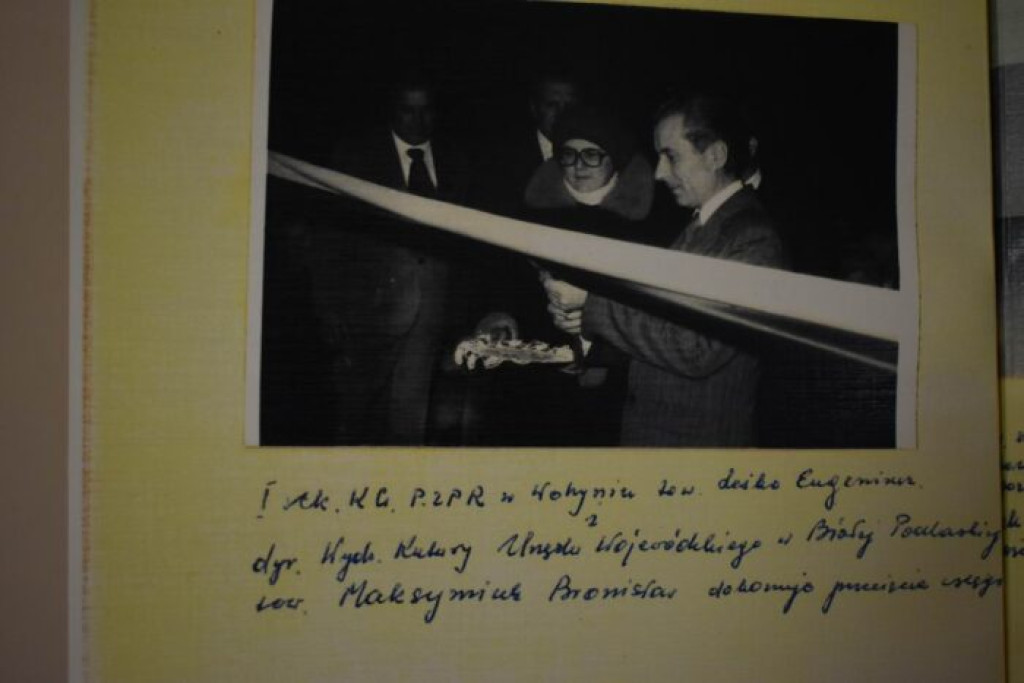 I sek. KG. PZPR w Wohyniu tow. Leśko Eugeniusz
z
dyr. Wydz. Kultury Urzędu Wojewódzkiego w Białej Podlaskiej
tow. Maksymiuk Bronisław dokonują przecięcia wstęgi